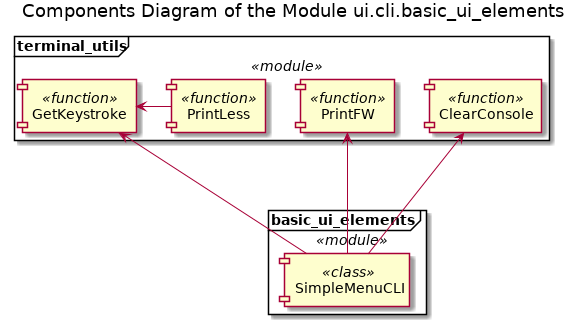 Components Diagram of the Module ui.cli.basic_ui_elements
terminal_utils
«module»
«function»
GetKeystroke
«function»
PrintLess
«function»
PrintFW
«function»
ClearConsole
basic_ui_elements
«module»
«class»
SimpleMenuCLI